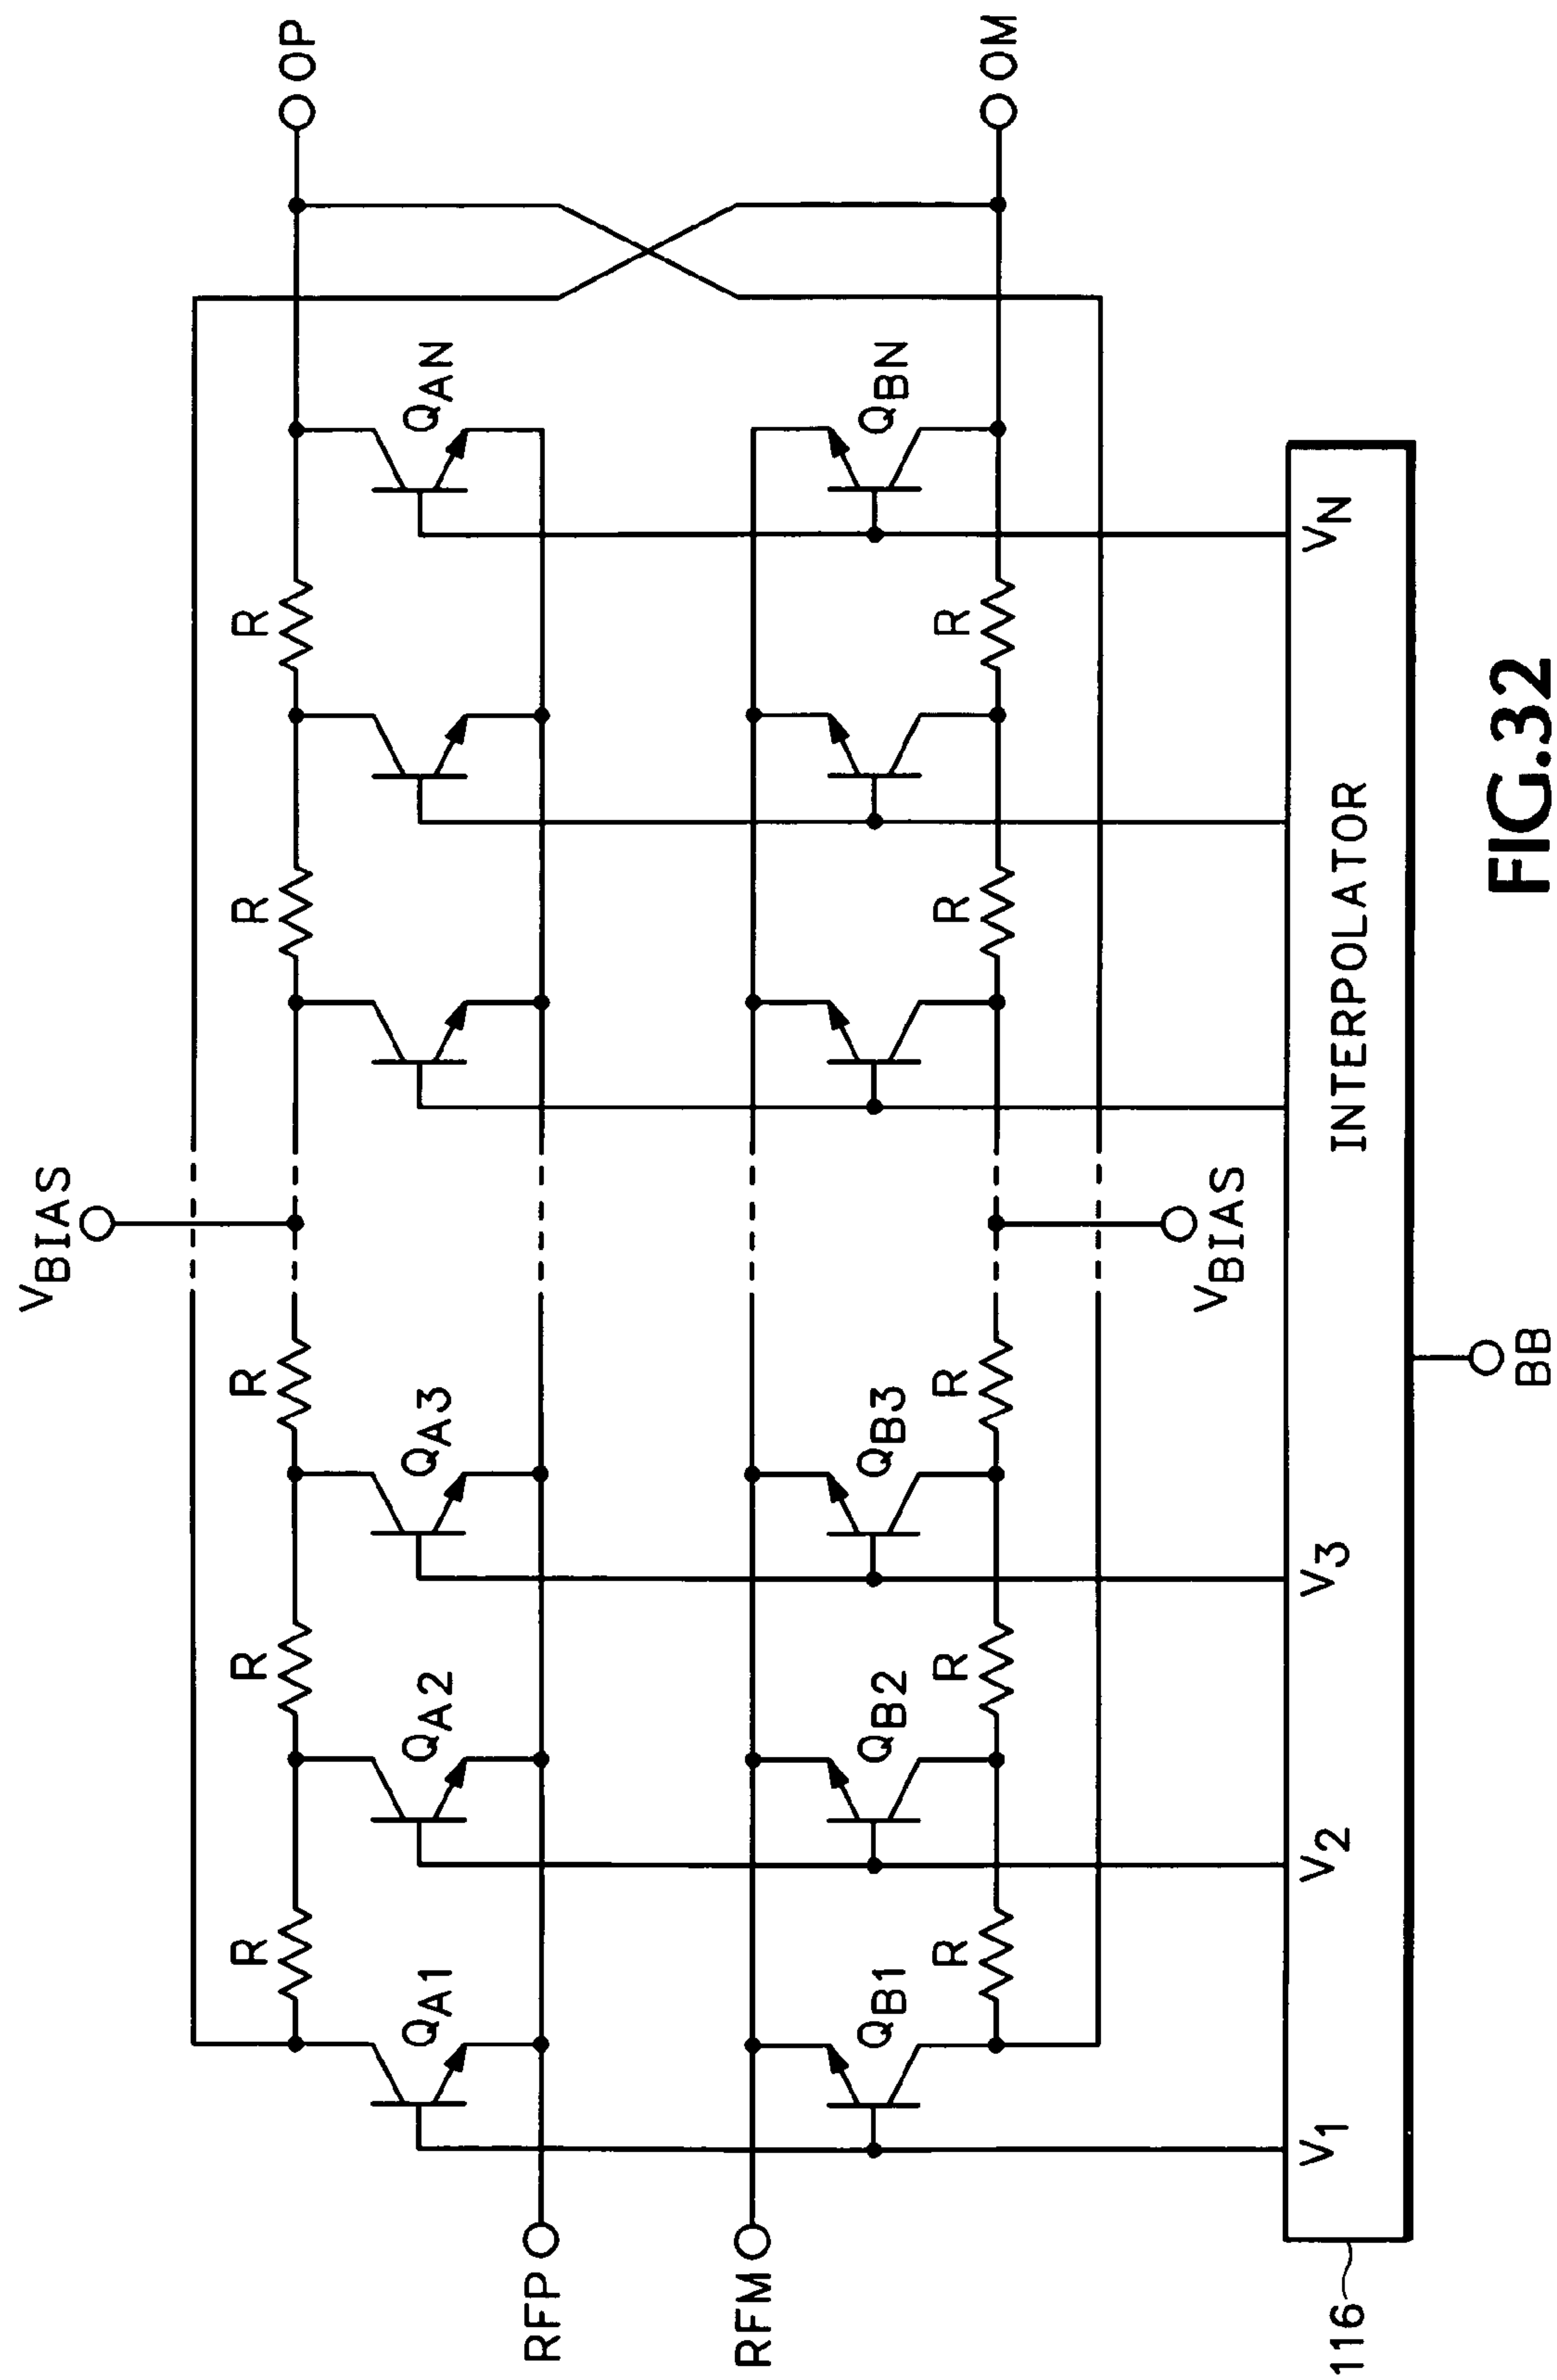 VBIAS
OP
R
R
R
R
R
QA1
QA2
QA3
QAN
RFP
RFM
QB1
QB2
QB3
QBN
R
R
R
R
R
OM
VBIAS
V1
V2
V3
INTERPOLATOR
VN
116
BB
FIG.32